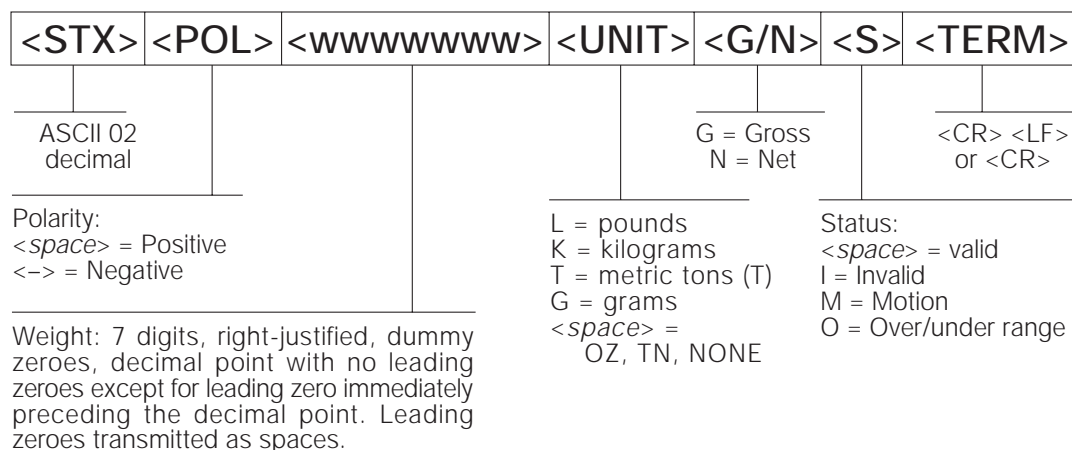 <STX> <POL> <wwwwwww> <UNIT> <G/N> <S> <TERM>
ASCII 02
decimal
G = Gross
N = Net
<CR> <LF>
or <CR>
Polarity:
<space> = Positive
<–> = Negative
L = pounds
K = kilograms
T = metric tons (T)
G = grams
<space> =
OZ, TN, NONE
Status:
<space> = valid
I = Invalid
M = Motion
O = Over/under range
Weight: 7 digits, right-justified, dummy
zeroes, decimal point with no leading
zeroes except for leading zero immediately
preceding the decimal point. Leading
zeroes transmitted as spaces.